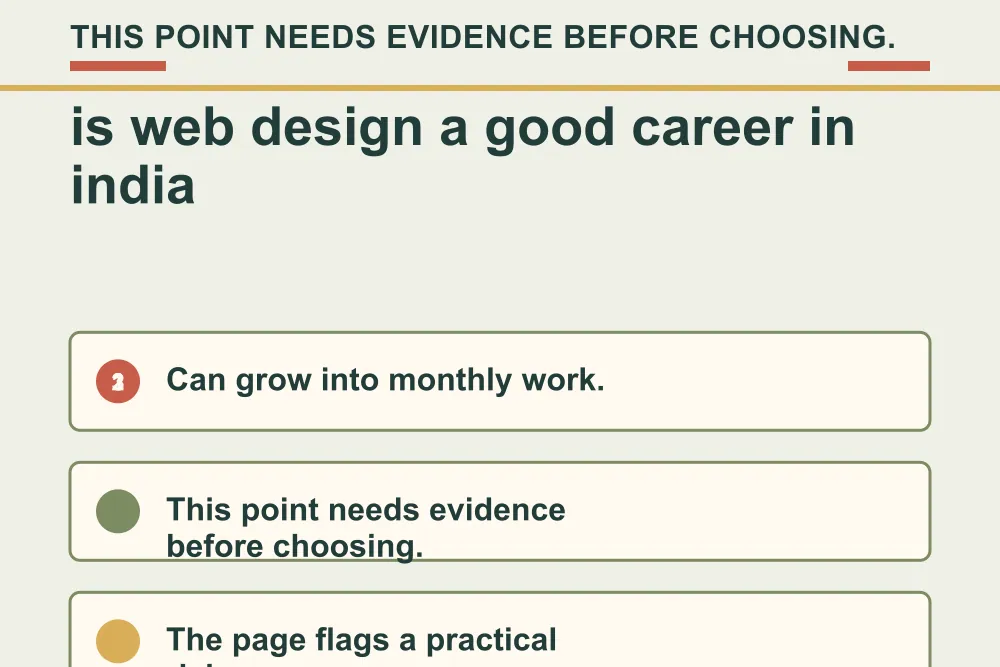 THIS POINT NEEDS EVIDENCE BEFORE CHOOSING.
is web design a good career in
india
Can grow into monthly work.
This point needs evidence
before choosing.
The page flags a practical